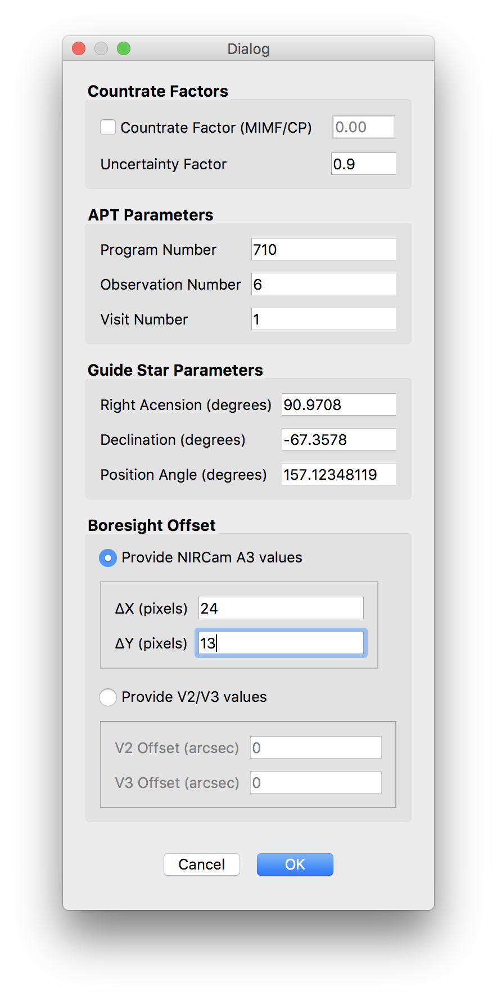 Dialog
Countrate Factors
Countrate Factor (MIMF/CP) 0.00
Uncertainty Factor 0.9
APT Parameters
Program Number 710
Observation Number 6
Visit Number 1
Guide Star Parameters
Right Acension (degrees) 90.9708
Declination (degrees) -67.3578
Position Angle (degrees) 157.12348119
Boresight Offset
Provide NIRCam A3 values
ΔX (pixels) 24
ΔY (pixels) 13
Provide V2/V3 values
V2 Offset (arcsec) 0
V3 Offset (arcsec) 0
Cancel OK